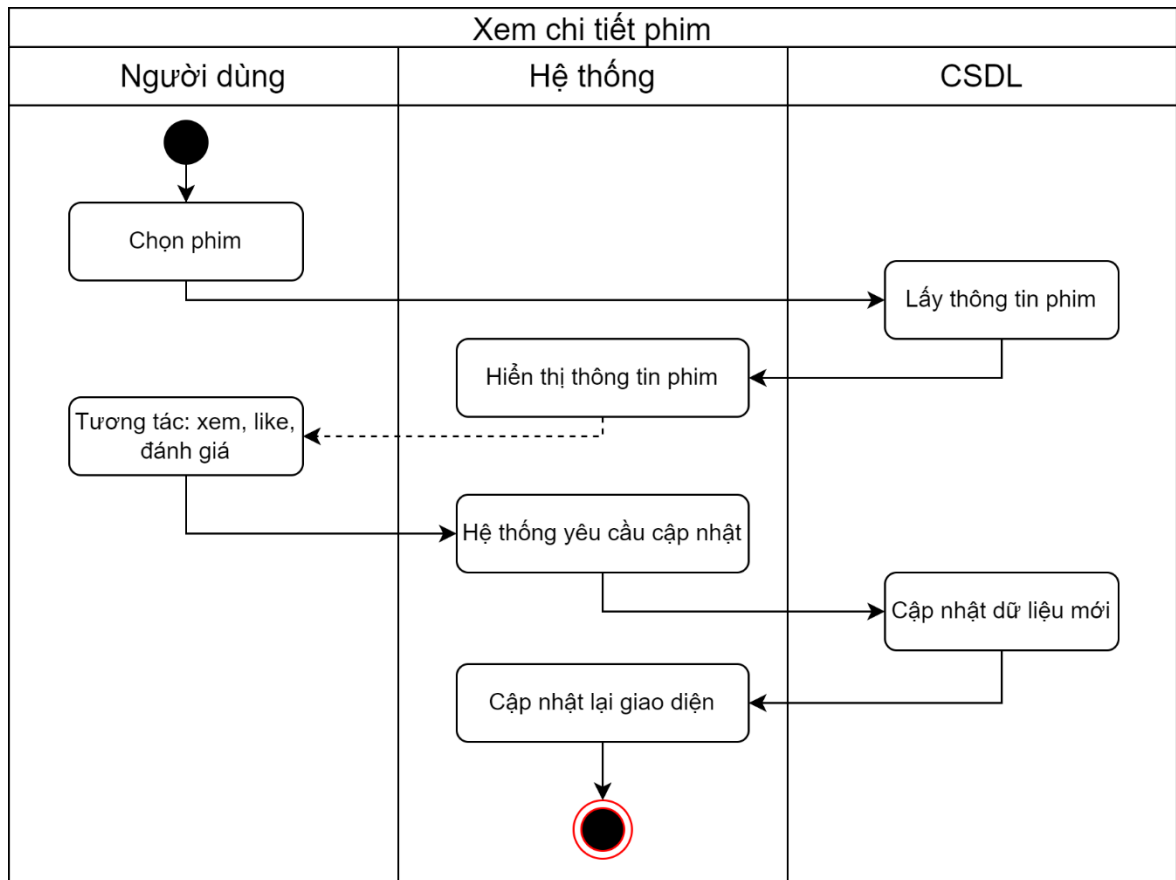 Xem chi tiết phim
Người dùng
Hệ thống
CSDL
Chọn phim
Lấy thông tin phim
Hiển thị thông tin phim
Tương tác: xem, like,
đánh giá
Hệ thống yêu cầu cập nhật
Cập nhật dữ liệu mới
Cập nhật lại giao diện